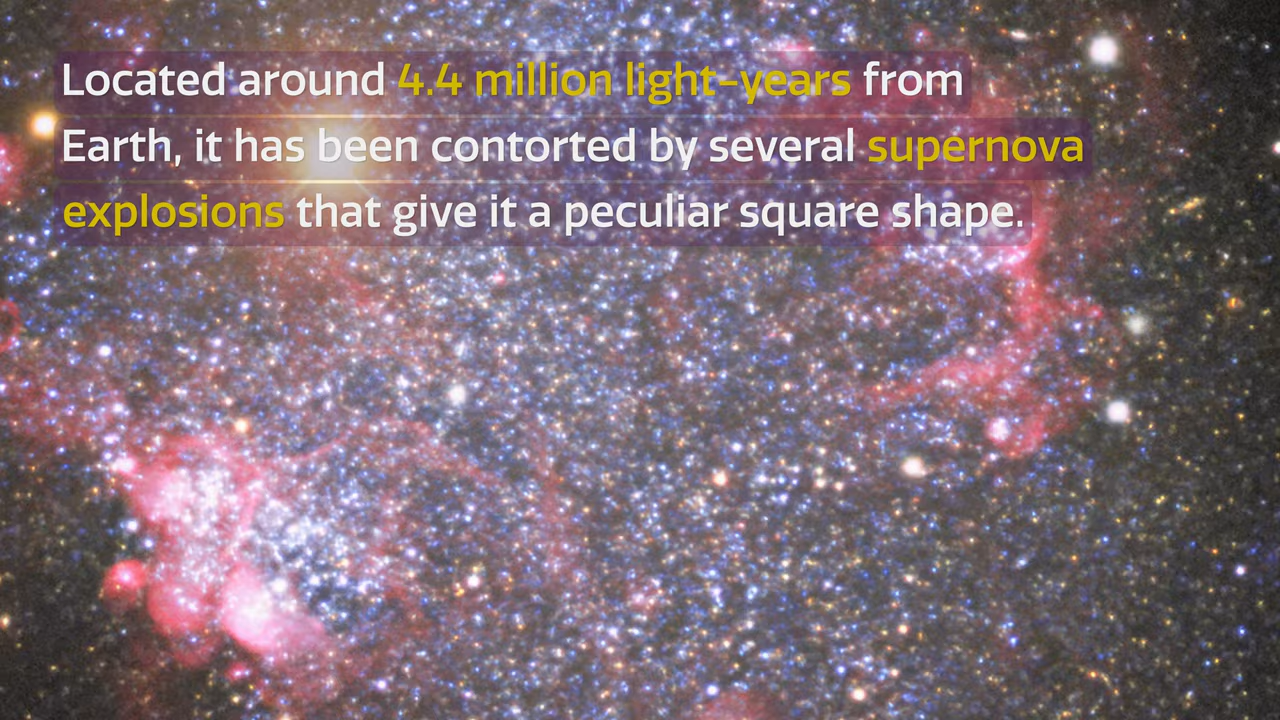 Located around 4.4 million light-years from
Earth, it has been contorted by several supernova
explosions that give it a peculiar square shape.